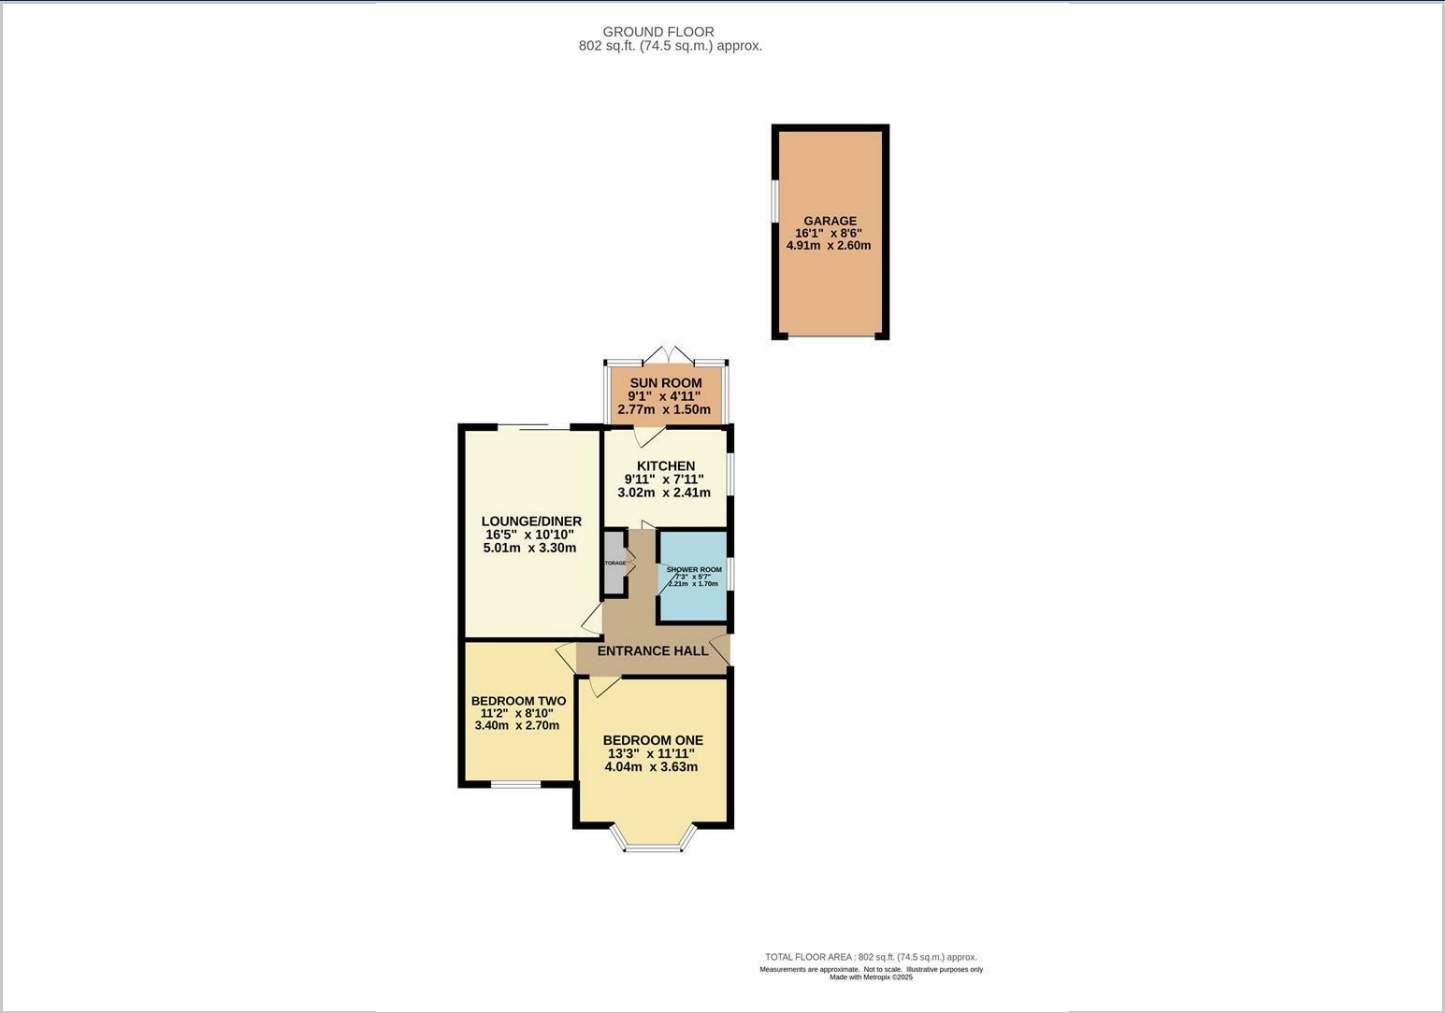 GROUND FLOOR
802 sq.ft. (74.5 sq.m.) approx.
GARAGE
16'1" x 8'6"
4.91m x 2.60m
SUN ROOM
9'1" x 4'11"
2.77m x 1.50m
KITCHEN
9'11" x 7'11"
3.02m x 2.41m
LOUNGE/DINER
16'5" x 10'10"
5.01m x 3.30m
TORAGE
SHOWER ROOM
7'3" x 5'7"
2.21m x 1.70m
ENTRANCE HALL
BEDROOM TWO
11'2" x 8'10"
3.40m x 2.70m
BEDROOM ONE
13'3" x 11'11"
4.04m x 3.63m
TOTAL FLOOR AREA : 802 sq.ft. (74.5 sq.m.) approx.
Measurements are approximate. Not to scale. Illustrative purposes only
Made with Metropix ©2025